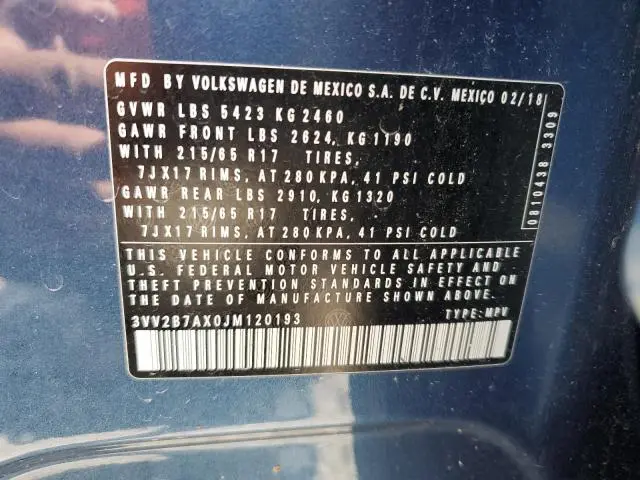 MFD BY VOLKSWAGEN DE MEXICO S.A. DE C.V. MEXICO 02/18
GVWR LBS 5423 KG 2460
GAWR FRONT LBS 2624, KG 1190
WITH 215/65 R17 TIRES,
7JX17 RIMS, AT 280 KPA, 41 PSI COLD
GAWR REAR LBS 2910, KG 1320
WITH 215/65 R17 TIRES,
7JX17 RIMS, AT 280 KPA, 41 PSI COLD
THIS VEHICLE CONFORMS TO ALL APPLICABLE
U.S. FEDERAL MOTOR VEHICLE SAFETY AND
THEFT PREVENTION STANDARDS IN EFFECT ON
THE DATE OF MANUFACTURE SHOWN ABOVE
3VV2B7AX0JM120193 TYPE: MPV
0810438 3309